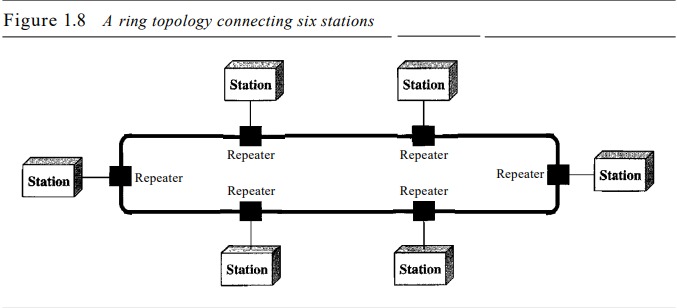 Figure 1.8 A ring topology connecting six stations
Station
Station
Repeater
Repeater
Station
Repeater
Repeater
Station
Repeater
Repeater
Station
Station